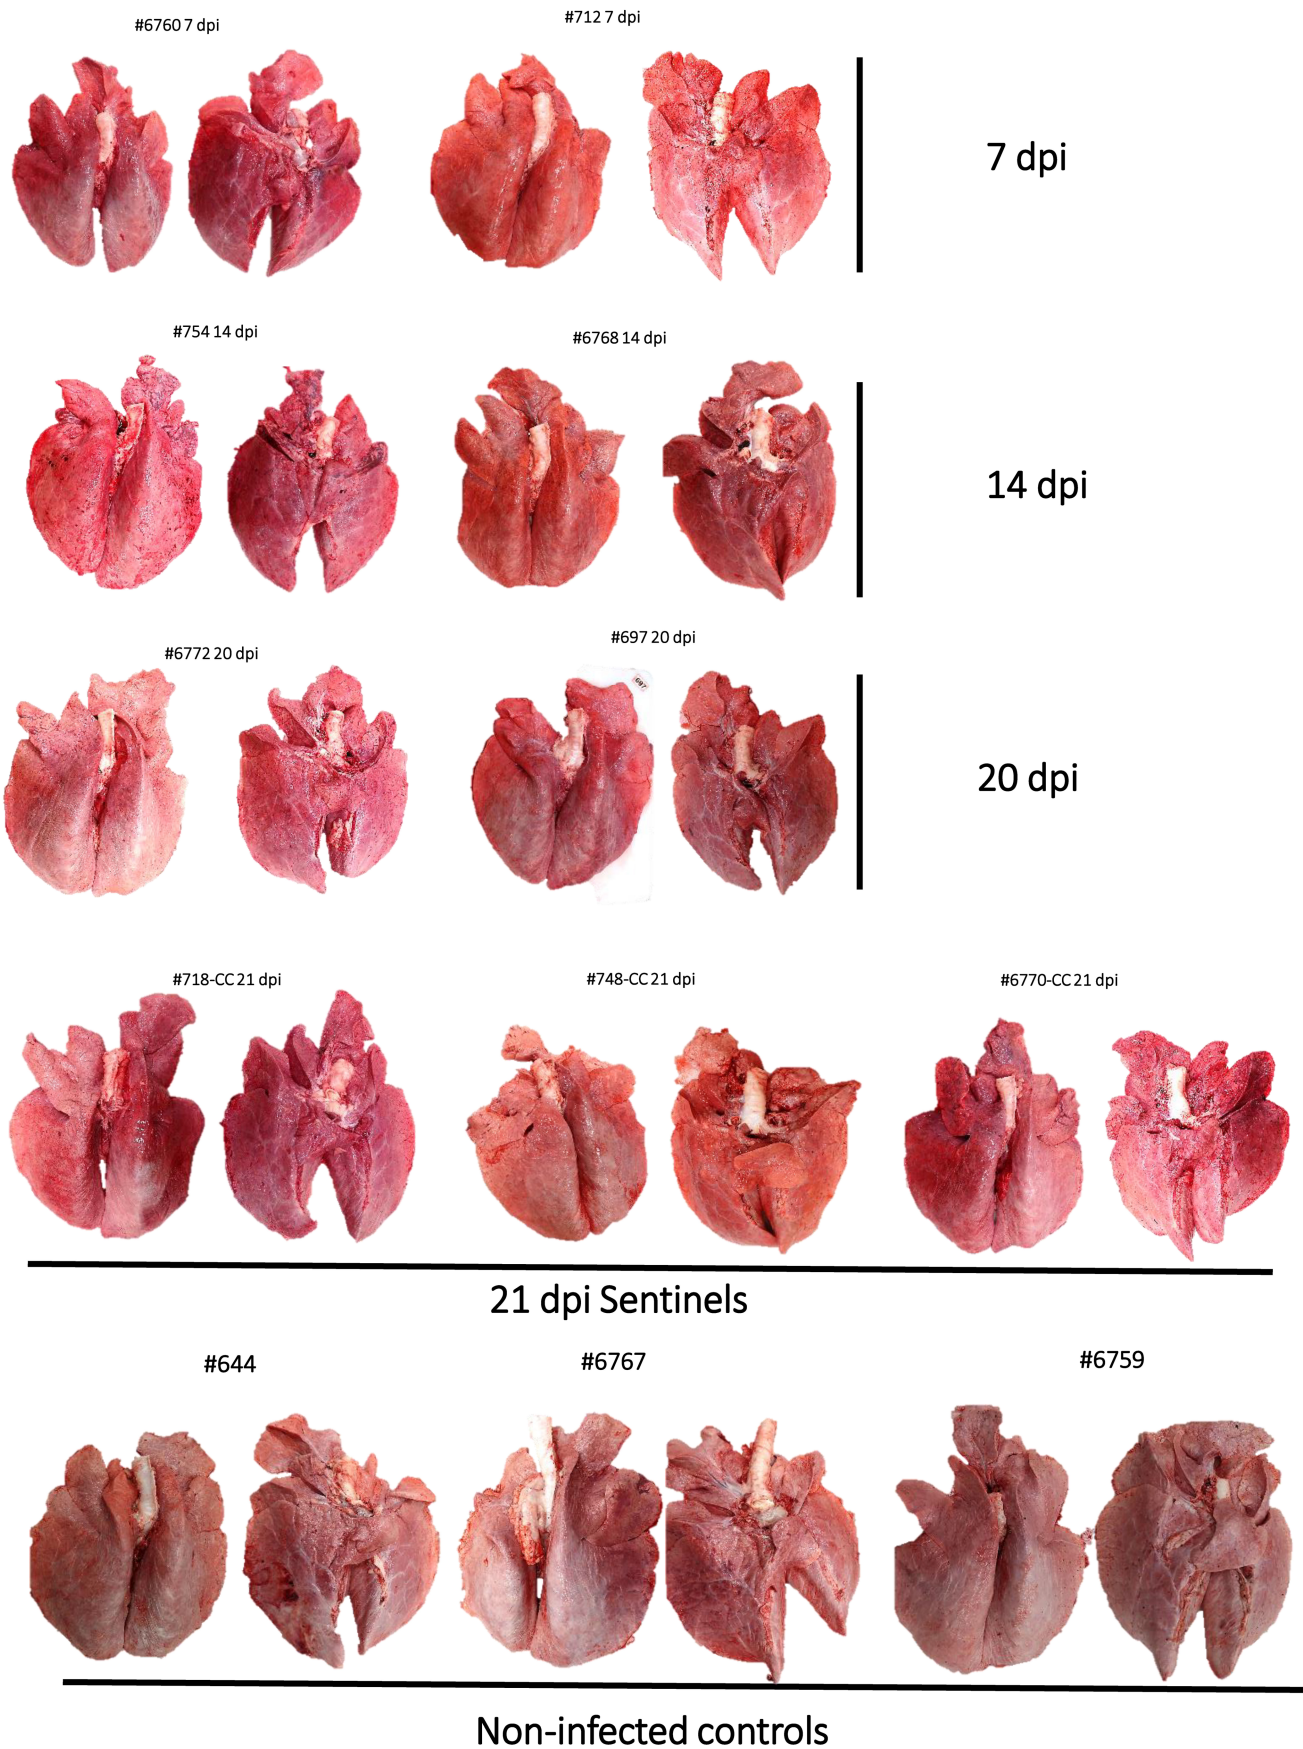 #6760 7 dpi
#712 7 dpi
7 dpi
#754 14 dpi
#6768 14 dpi
14 dpi
#6772 20 dpi
#697 20 dpi
697
20 dpi
#718-CC 21 dpi
#748-CC 21 dpi
#6770-CC 21 dpi
21 dpi Sentinels
#644
#6767
#6759
Non-infected controls